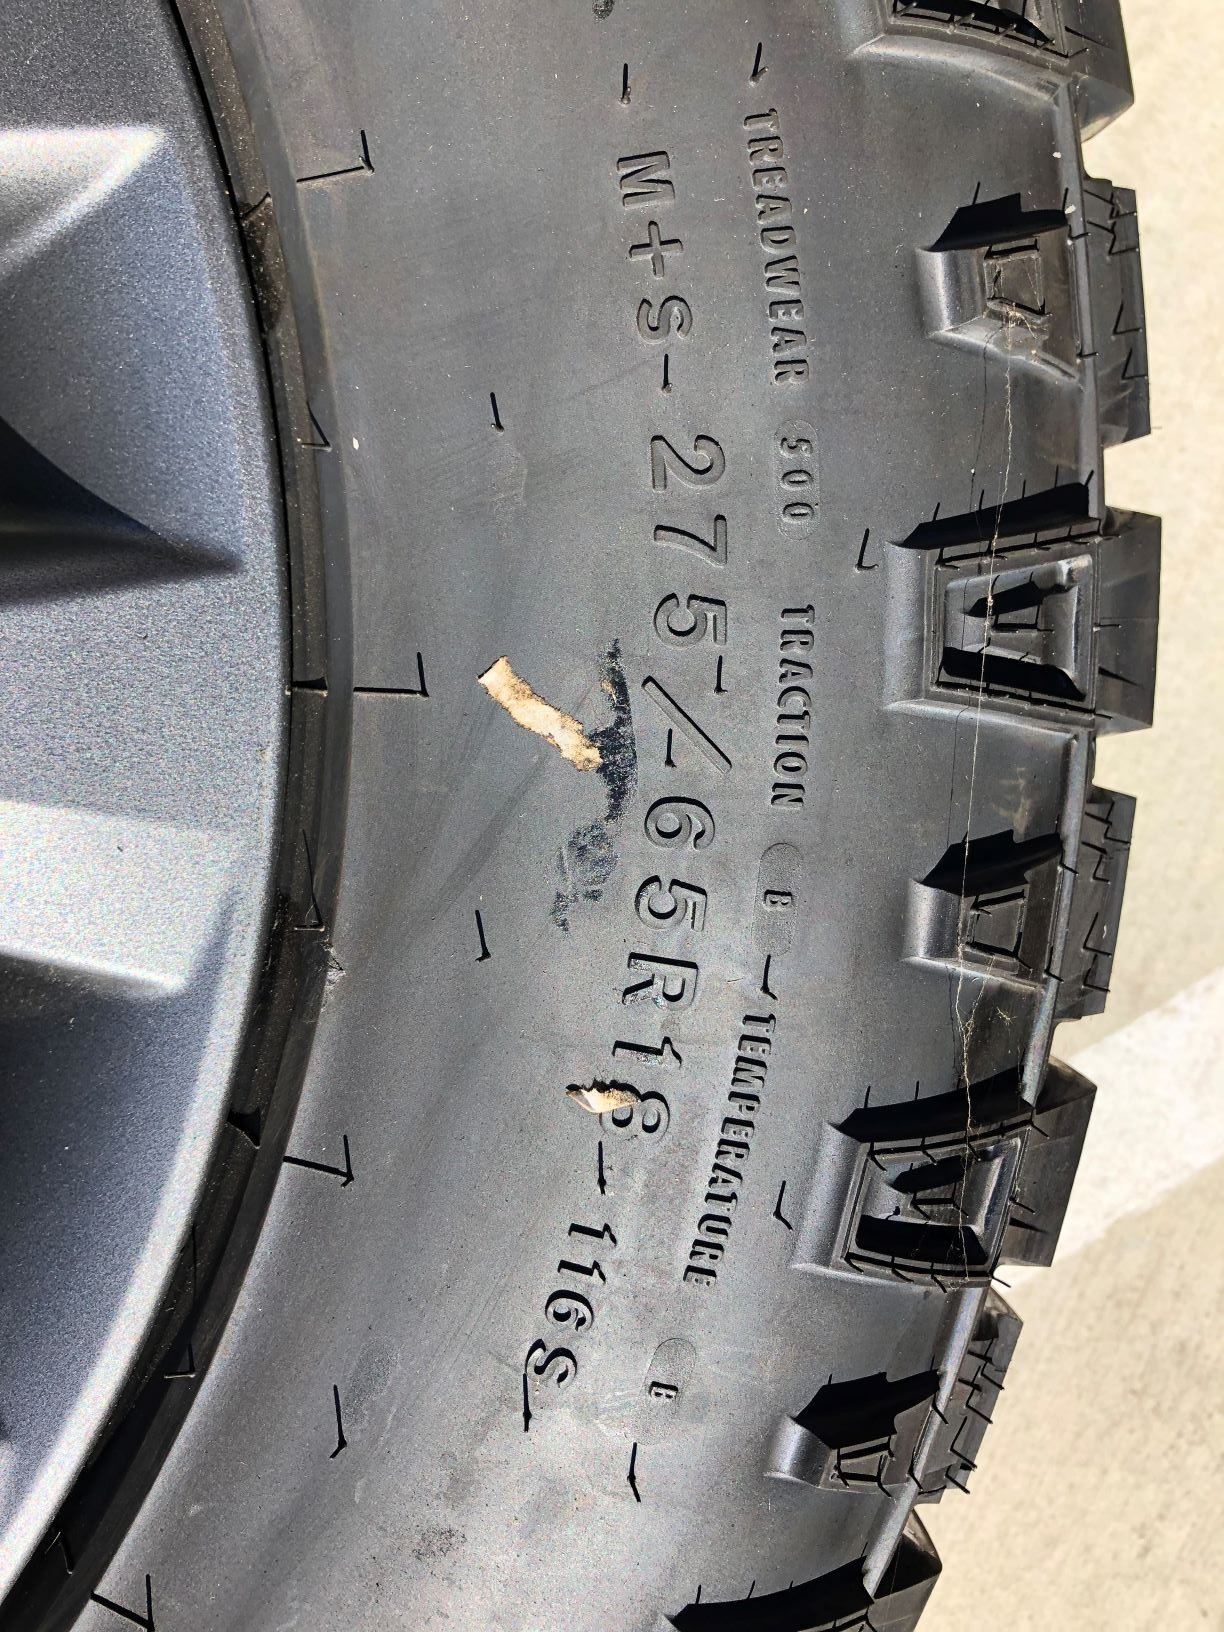 TREADWEAR 500 TRACTION B TEMPERATURE B
M+S 275/65R18 116S